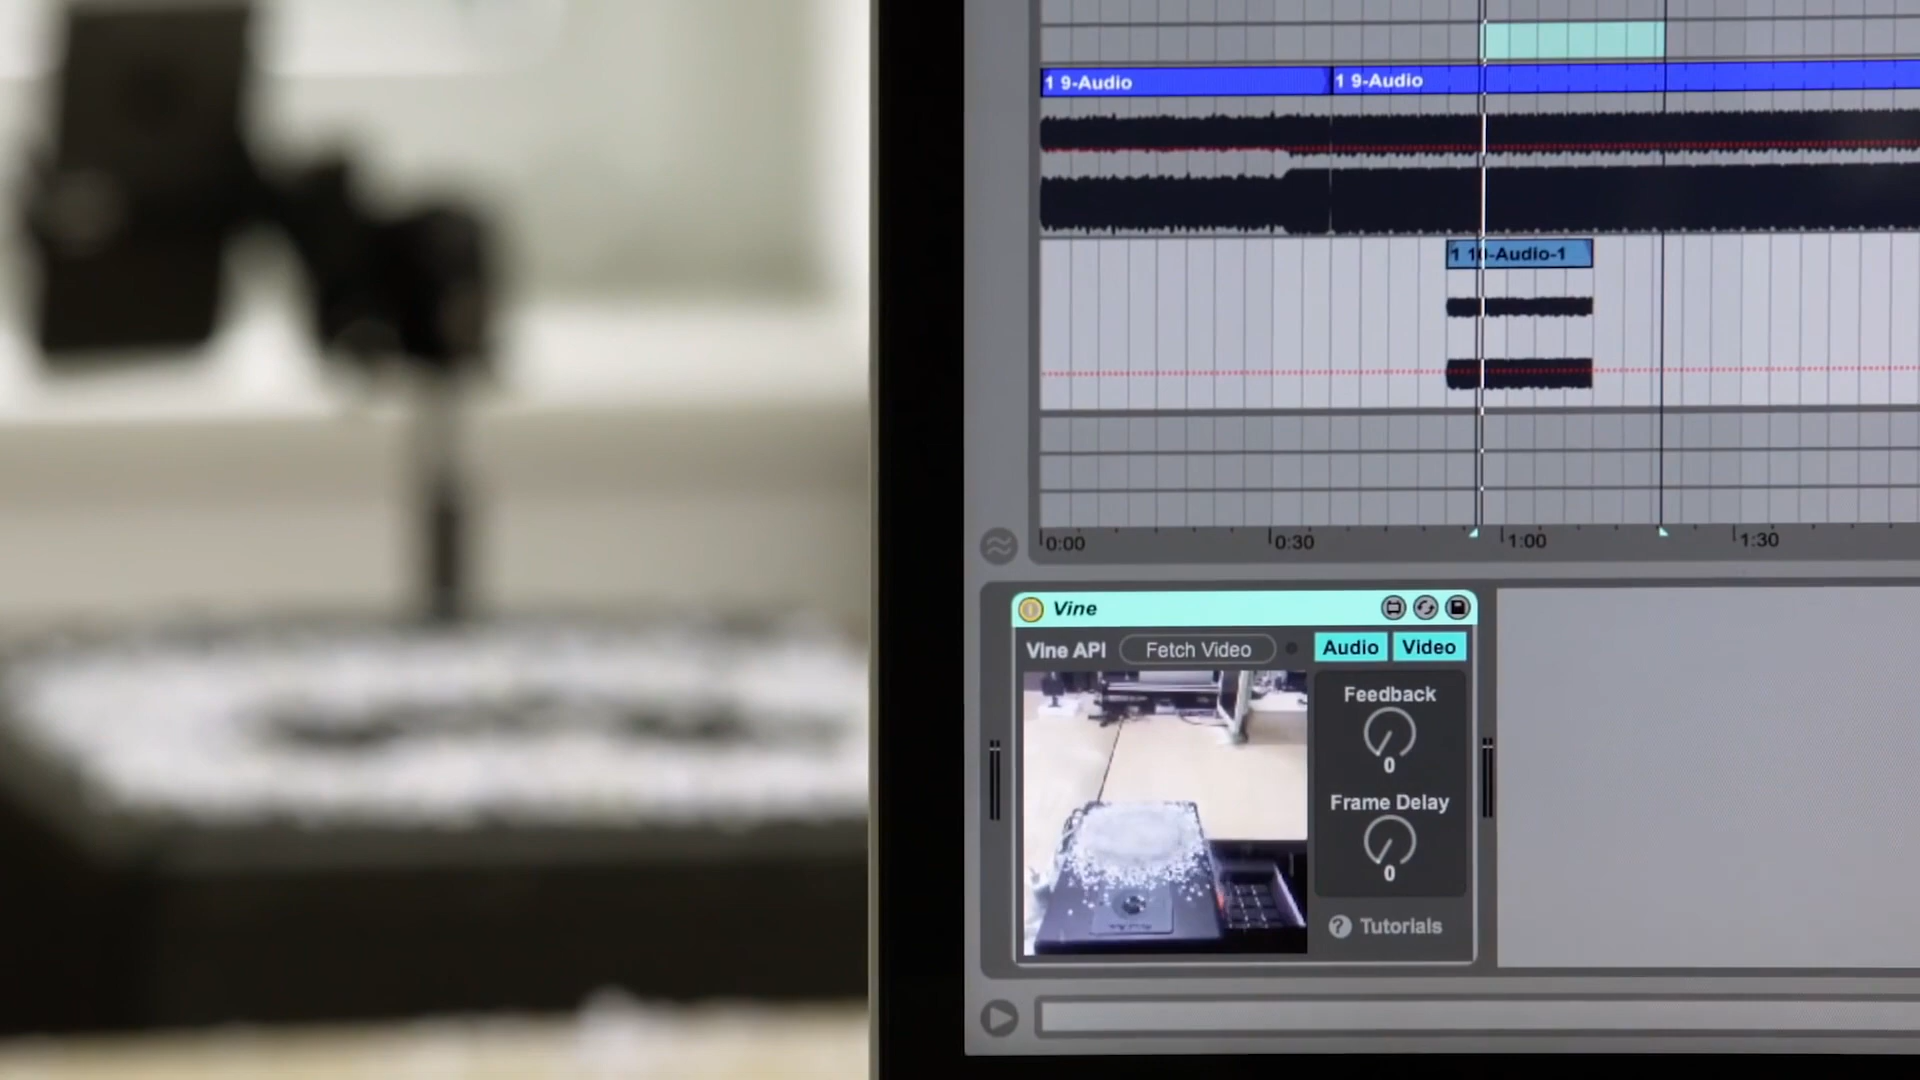 1 9-Audio
1 9-Audio
1 10-Audio-1
0:00
0:30
1:00
1:30
Vine
Vine API
Fetch Video
Audio
Video
Feedback
0
Frame Delay
0
? Tutorials